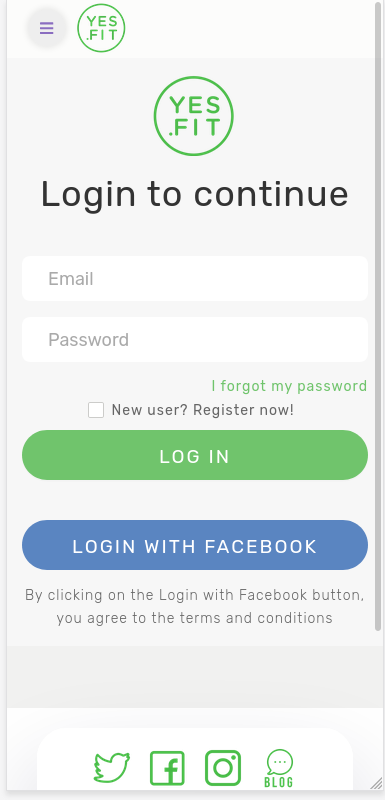 YES
.FIT
YES
.FIT
Login to continue
Email
Password
I forgot my password
New user? Register now!
LOG IN
LOGIN WITH FACEBOOK
By clicking on the Login with Facebook button,
you agree to the terms and conditions
BLOG